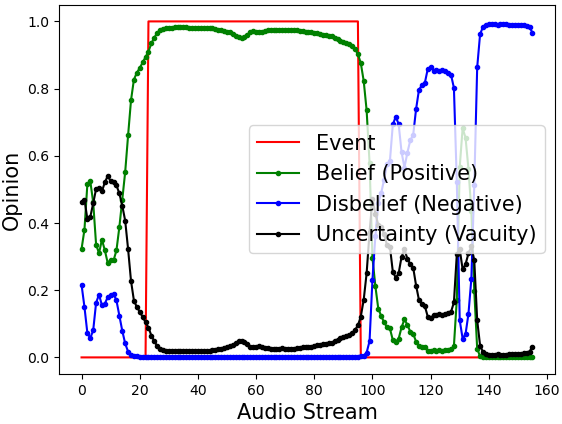 1.0
0.8
0.6
0.4
0.2
0.0
Opinion
Event
Belief (Positive)
Disbelief (Negative)
Uncertainty (Vacuity)
0 20 40 60 80 100 120 140 160
Audio Stream